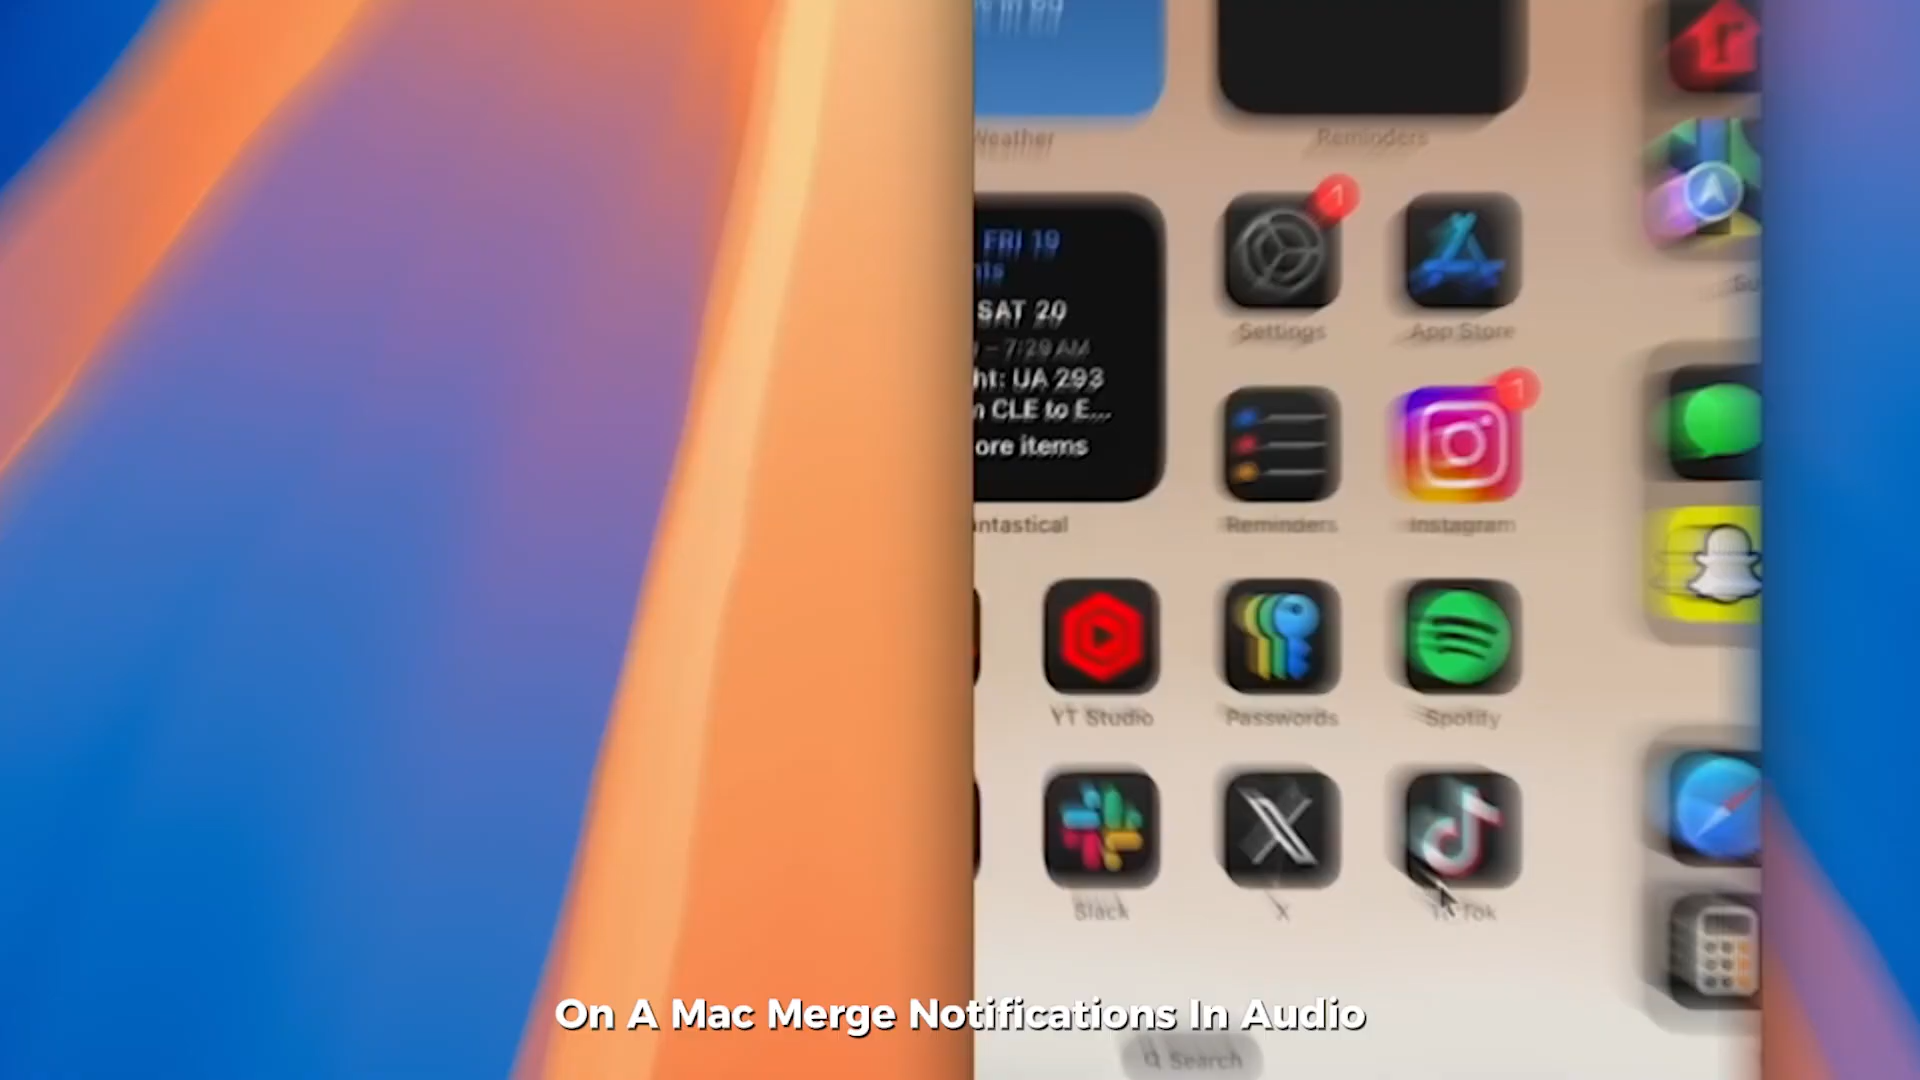 Weather
Reminders
FRI 19
SAT 20
– 7:29 AM
ht: UA 293
CLE to E...
ore items
ntastical
Settings
App Store
Reminders
Instagram
YT Studio
Passwords
Spotify
Slack
X
TikTok
On A Mac Merge Notifications In Audio
Search